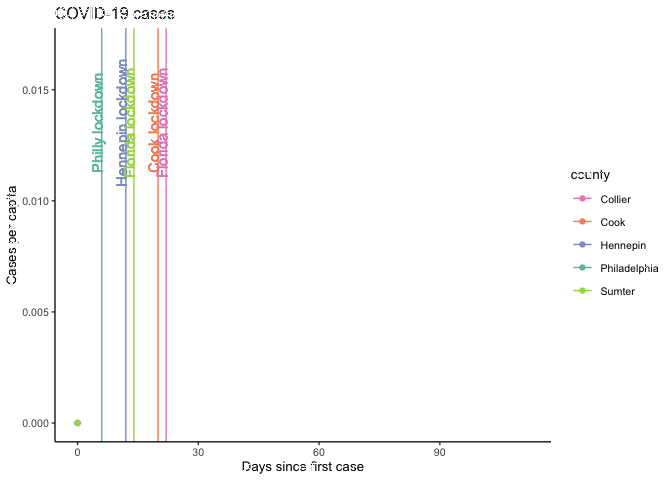 COVID-19 cases
Cases per capita
0.015
0.010
0.005
0.000
Philly lockdown
Hennepin lockdown
Florida lockdown
Cook lockdown
Florida lockdown
0
30
60
90
Days since first case
county
Collier
Cook
Hennepin
Philadelphia
Sumter